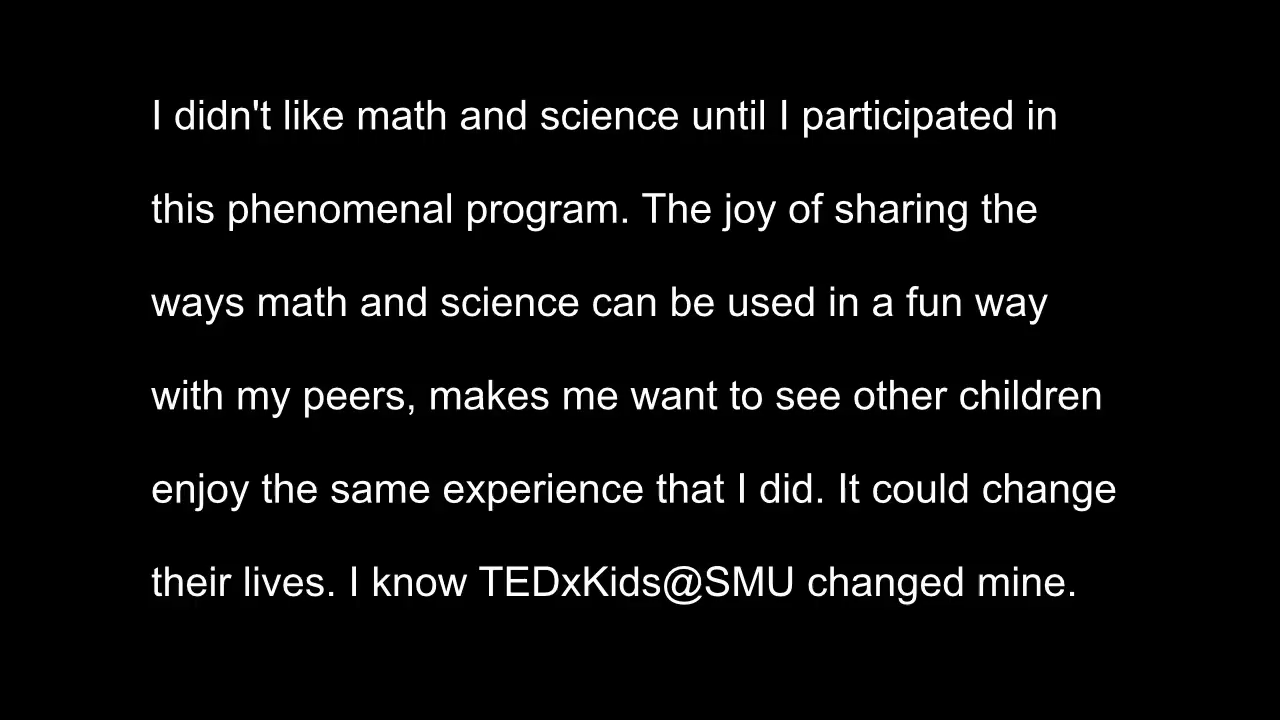 I didn't like math and science until I participated in
this phenomenal program. The joy of sharing the
ways math and science can be used in a fun way
with my peers, makes me want to see other children
enjoy the same experience that I did. It could change
their lives. I know TEDxKids@SMU changed mine.